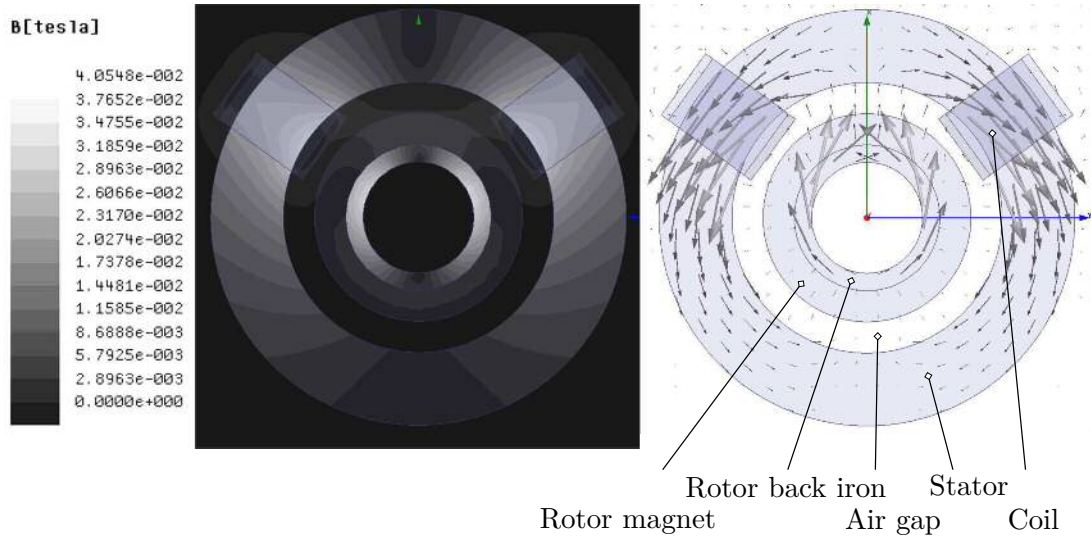 B[tesla]
4.0548e-002
3.7652e-002
3.4755e-002
3.1859e-002
2.8963e-002
2.6066e-002
2.3170e-002
2.0274e-002
1.7378e-002
1.4481e-002
1.1585e-002
8.6888e-003
5.7925e-003
2.8963e-003
0.0000e+000
Rotor back iron Stator
Rotor magnet Air gap Coil